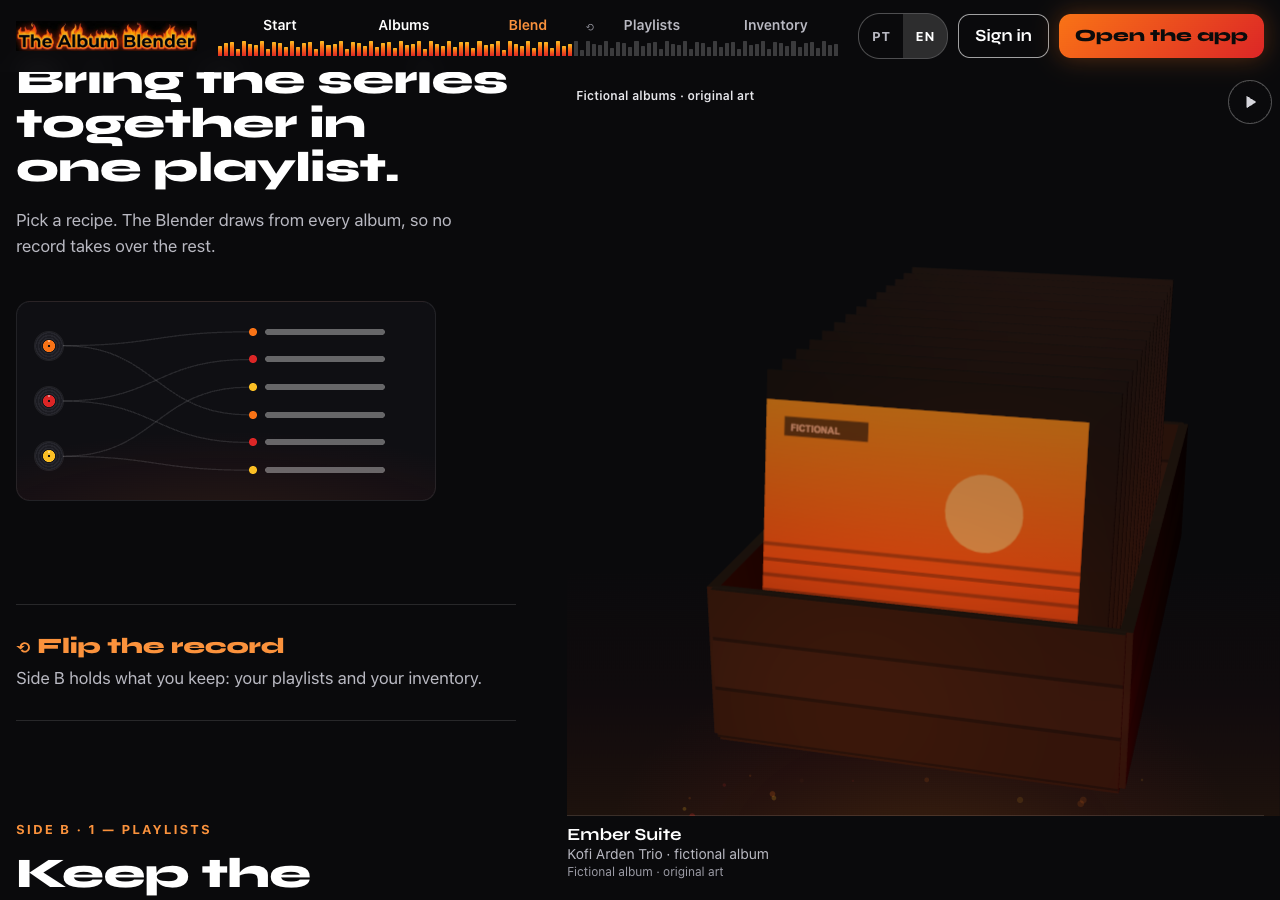 The Album Blender
Start
Albums
Blend
Playlists
Inventory
PT
EN
Sign in
Open the app
Bring the series
together in
one playlist.
Pick a recipe. The Blender draws from every album, so no
record takes over the rest.
⟲ Flip the record
Side B holds what you keep: your playlists and your inventory.
SIDE B · 1 — PLAYLISTS
Keep the
Fictional albums · original art
FICTIONAL
Ember Suite
Kofi Arden Trio · fictional album
Fictional album · original art